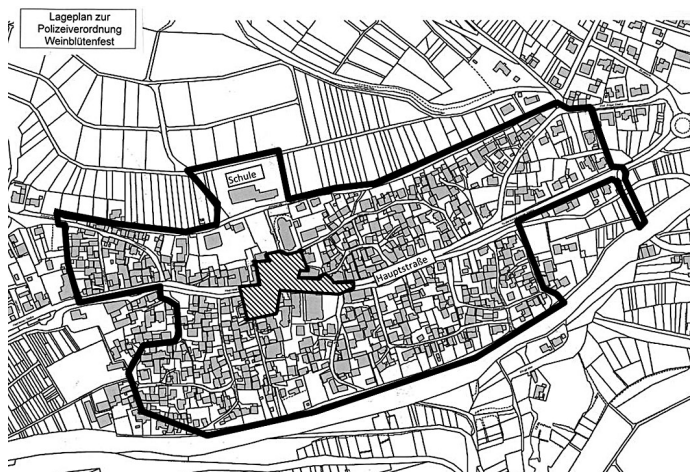 Lageplan zur
Polizeiverordnung
Weinblütenfest
Schule
Hauptstraße